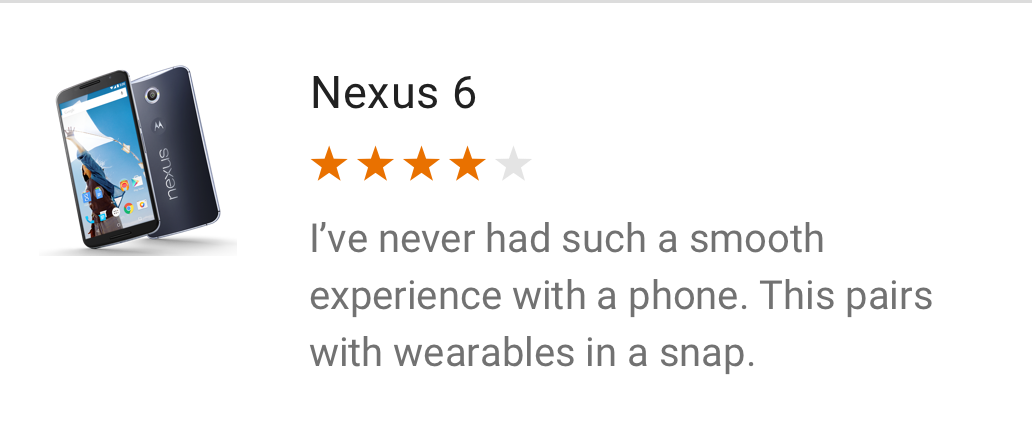 Nexus 6
I’ve never had such a smooth
experience with a phone. This pairs
with wearables in a snap.
nexus